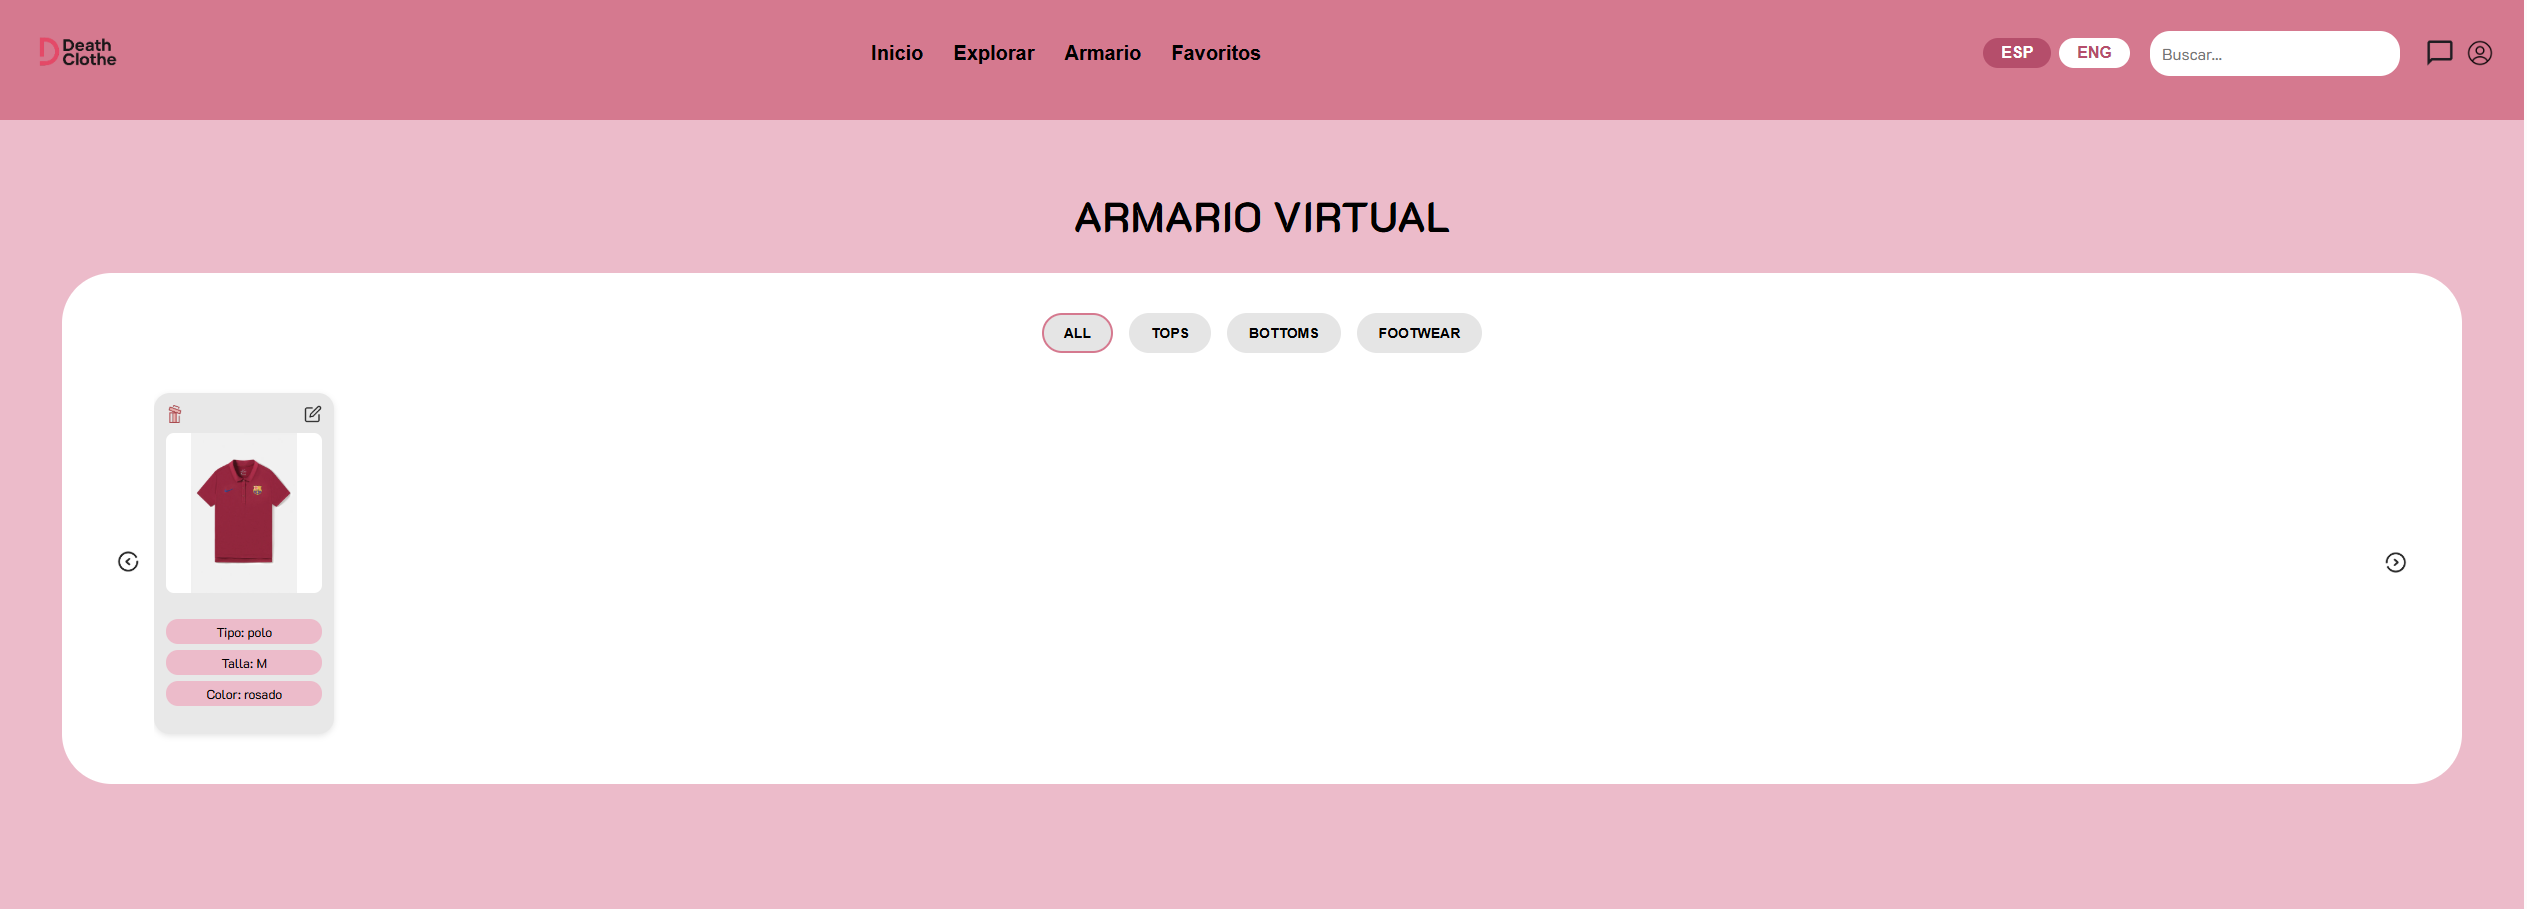 Death
Clothe
Inicio Explorar Armario Favoritos
ESP ENG Buscar...
ARMARIO VIRTUAL
ALL TOPS BOTTOMS FOOTWEAR
Tipo: polo
Talla: M
Color: rosado